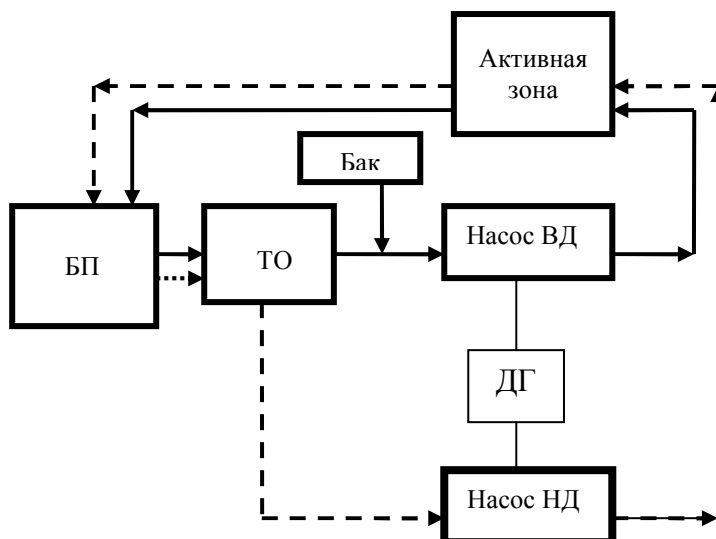 Активная
зона
Бак
БП
ТО
Насос ВД
ДГ
Насос НД